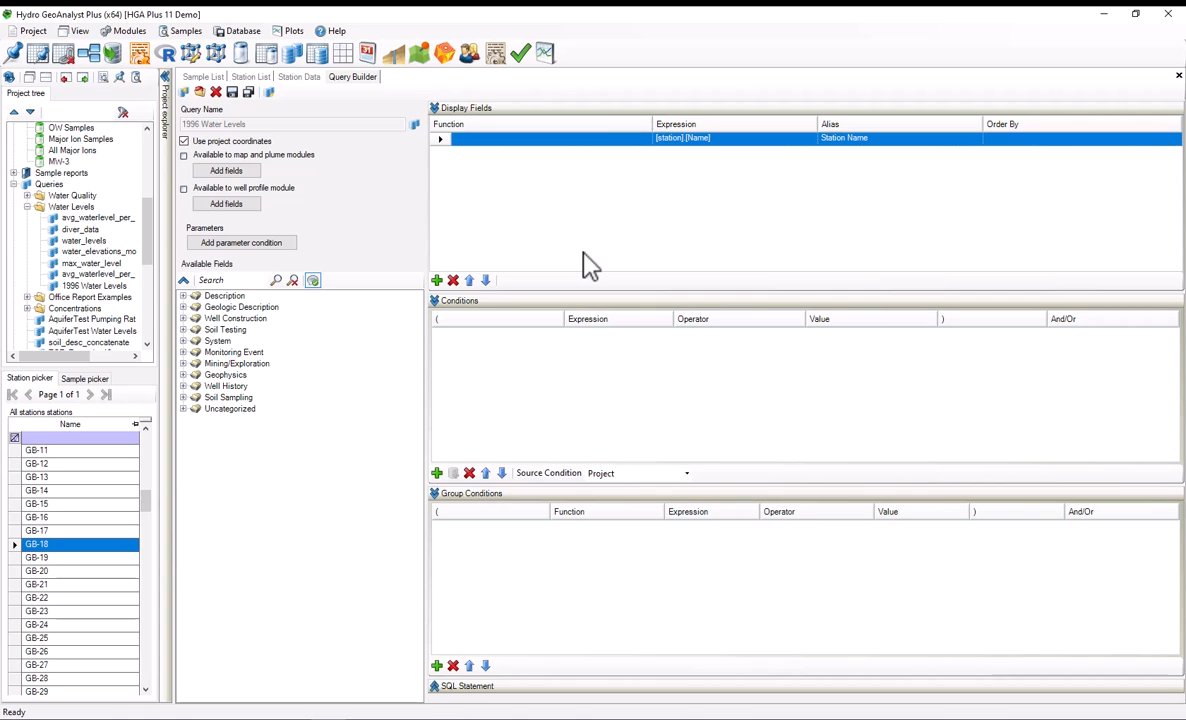 Hydro GeoAnalyst Plus (x64) [HGA Plus 11 Demo]
Project View Modules Samples Database Plots Help
Project tree
Project explorer
OW Samples
Major Ion Samples
All Major Ions
MW-3
Sample reports
Queries
Water Quality
Water Levels
avg_waterlevel_per_
diver_data
water_levels
water_elevations_mo
max_water_level
avg_waterlevel_per_
1996 Water Levels
Office Report Examples
Concentrations
AquiferTest Pumping Rat
AquiferTest Water Levels
soil_desc_concatenate
Station picker Sample picker
Page 1 of 1
All stations stations
Name
GB-11
GB-12
GB-13
GB-14
GB-15
GB-16
GB-17
GB-18
GB-19
GB-20
GB-21
GB-22
GB-23
GB-24
GB-25
GB-26
GB-27
GB-28
GB-29
Sample List Station List Station Data Query Builder
Query Name
1996 Water Levels
Use project coordinates
Available to map and plume modules
Add fields
Available to well profile module
Add fields
Parameters
Add parameter condition
Available Fields
Search
Description
Geologic Description
Well Construction
Soil Testing
System
Monitoring Event
Mining/Exploration
Geophysics
Well History
Soil Sampling
Uncategorized
Display Fields
Function Expression Alias Order By
[station].[Name] Station Name
Conditions
( Expression Operator Value ) And/Or
Source Condition Project
Group Conditions
( Function Expression Operator Value ) And/Or
SQL Statement
Ready